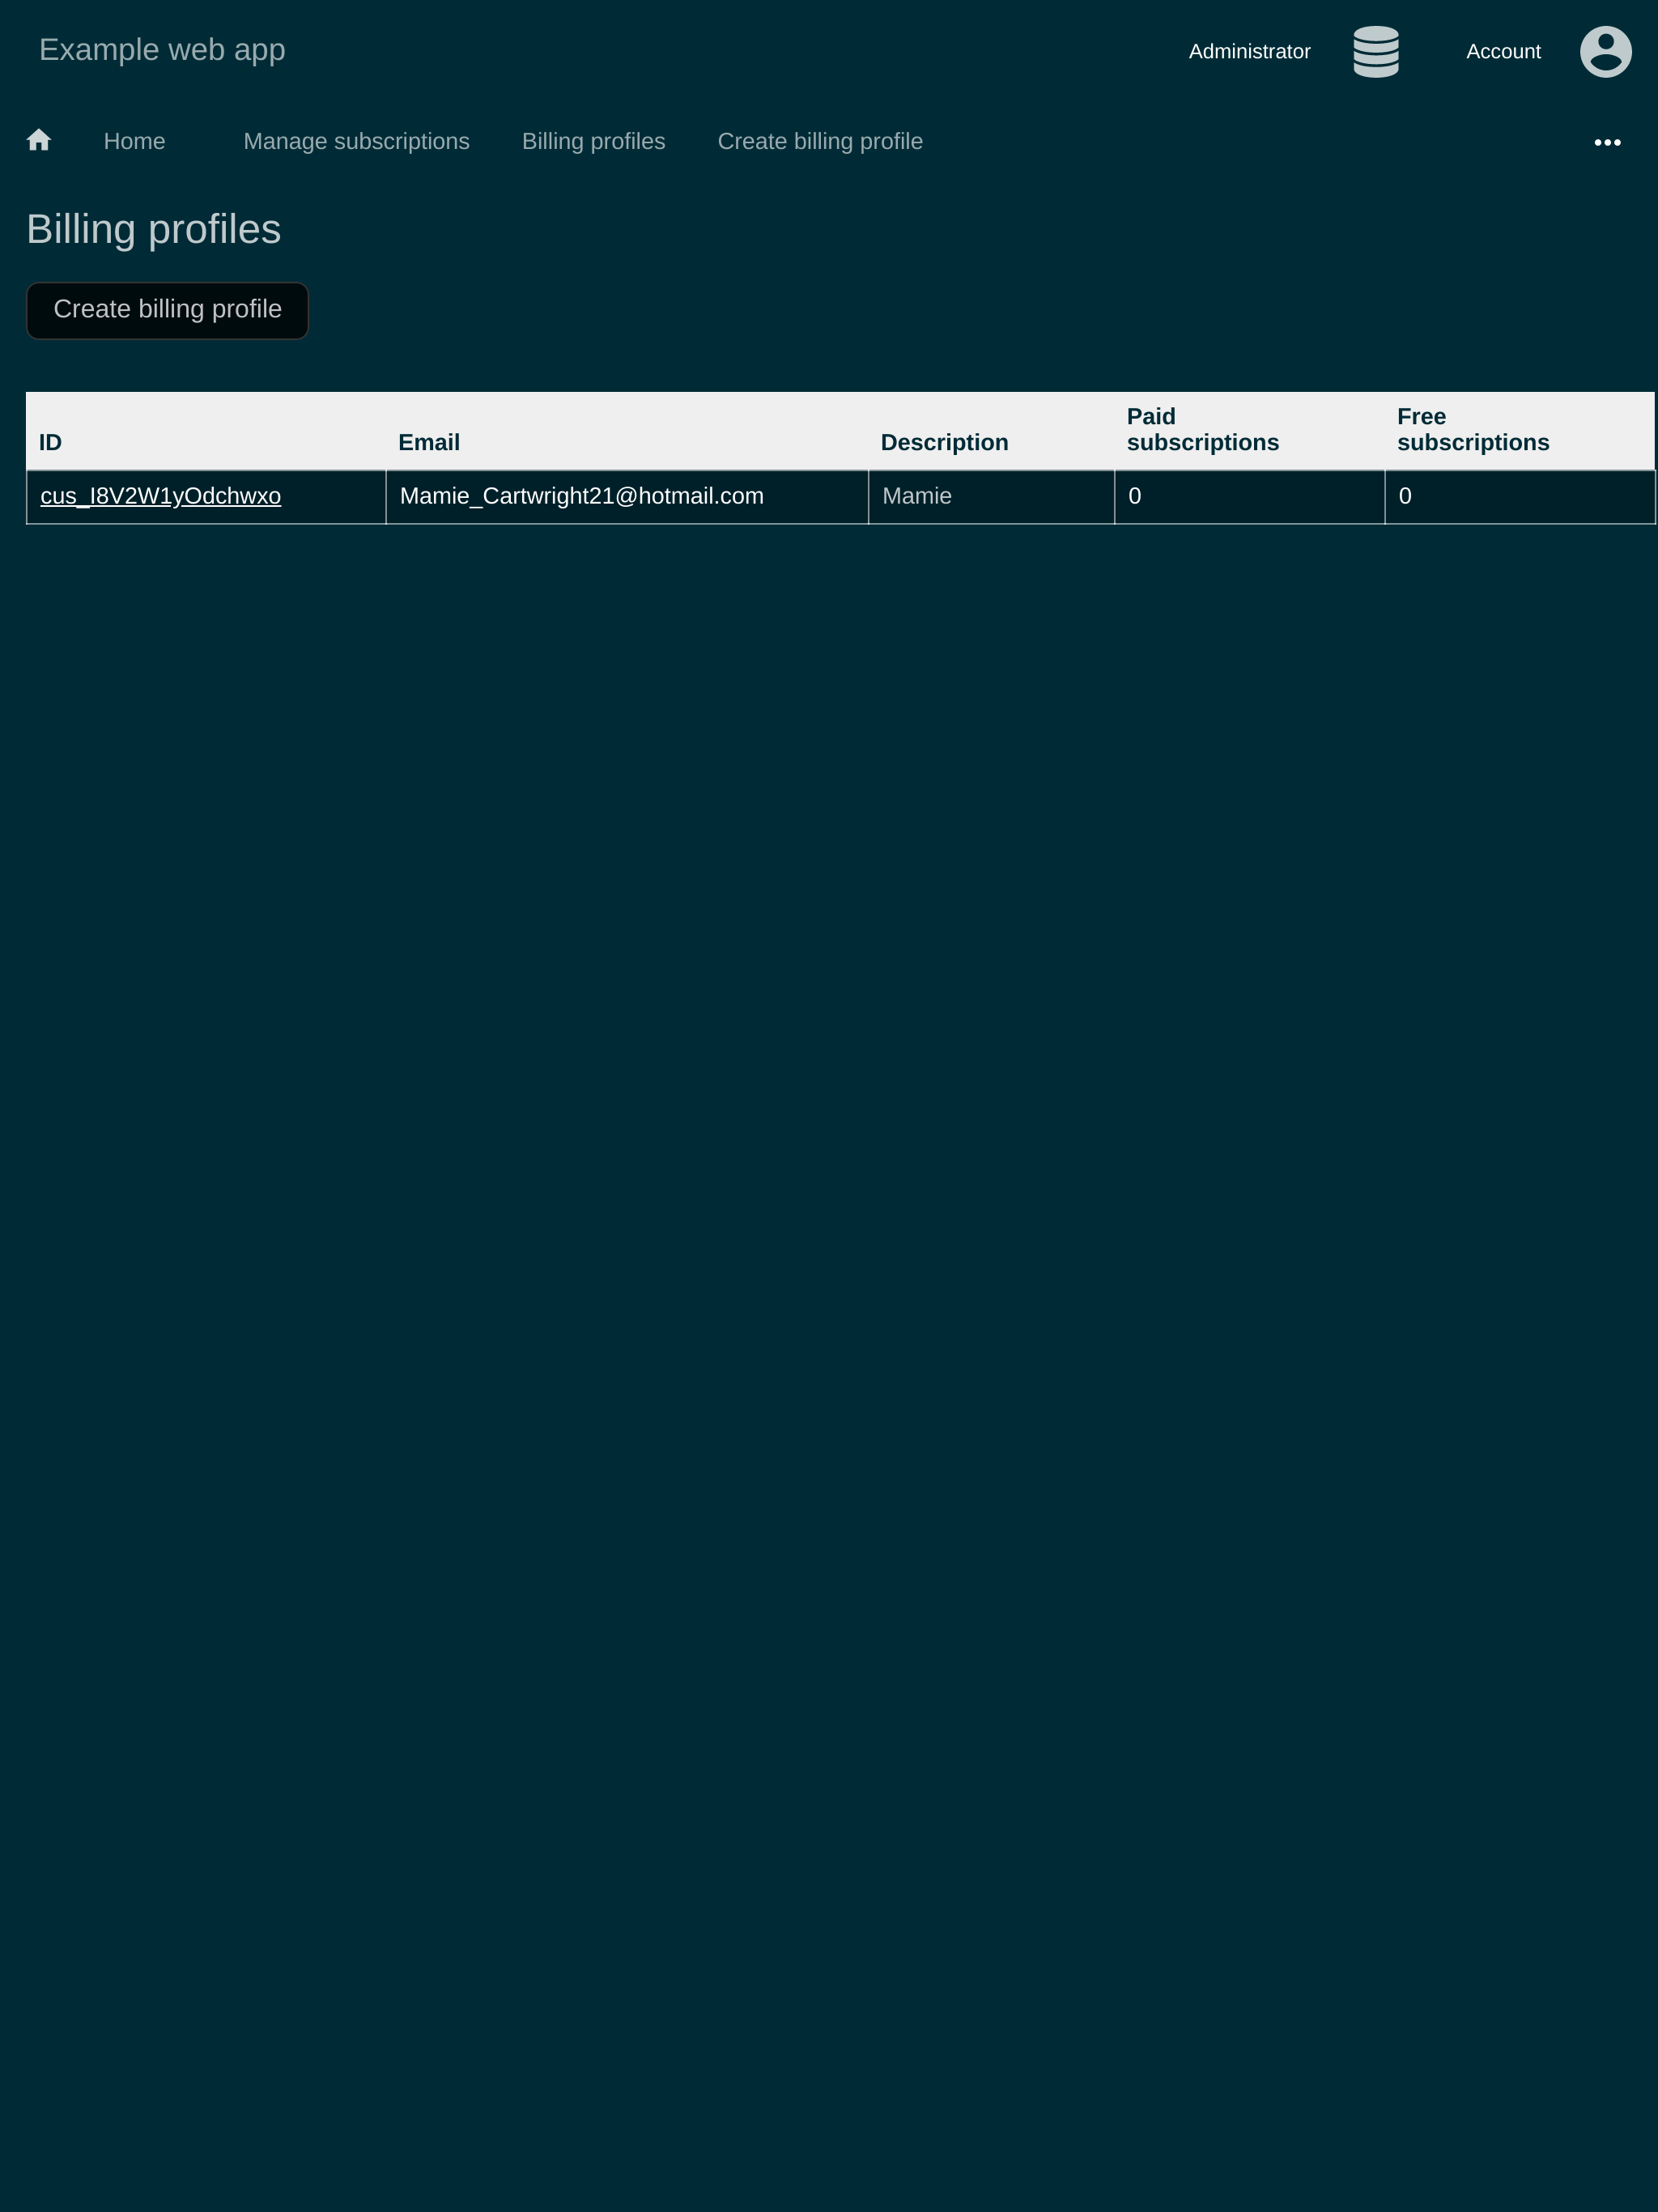 Example web app
Administrator
Account
Home
Manage subscriptions
Billing profiles
Create billing profile
Billing profiles
Create billing profile
ID
Email
Description
Paid
subscriptions
Free
subscriptions
cus_I8V2W1yOdchwxo
Mamie_Cartwright21@hotmail.com
Mamie
0
0